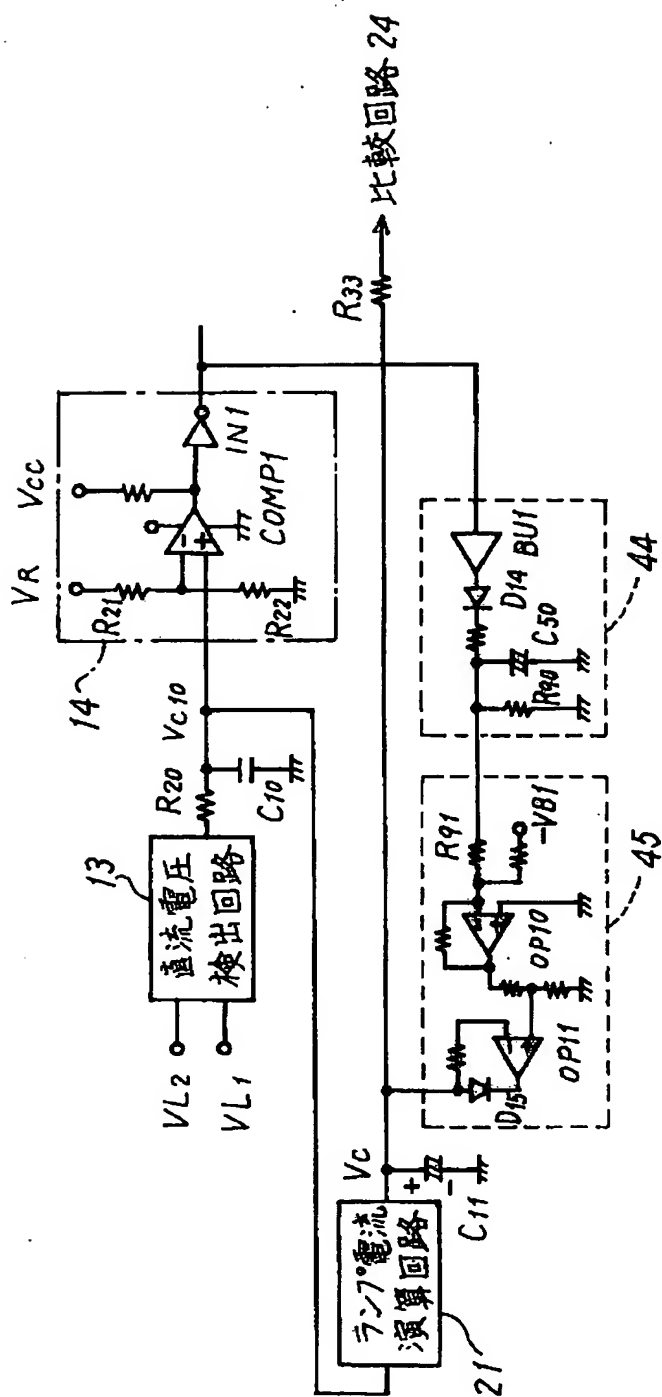 VR
Vcc
R21
R22
COMP1
IN1
14
Vc10
R20
C10
13
直流電圧
検出回路
VL2
VL1
R33
比較回路 24
BU1
D14
C50
R90
44
R91
-VB1
OP10
OP11
D15
45
Vc
+
-
C11
ランプ電流
演算回路
21